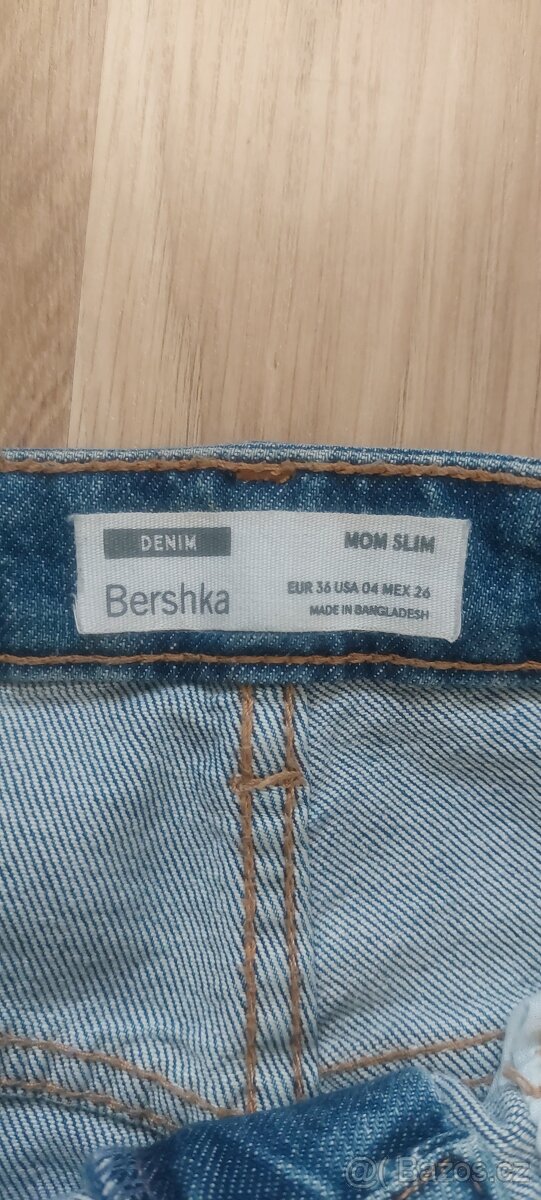 DENIM
MOM SLIM
Bershka
EUR 36 USA 04 MEX 26
MADE IN BANGLADESH
Bazos.cz